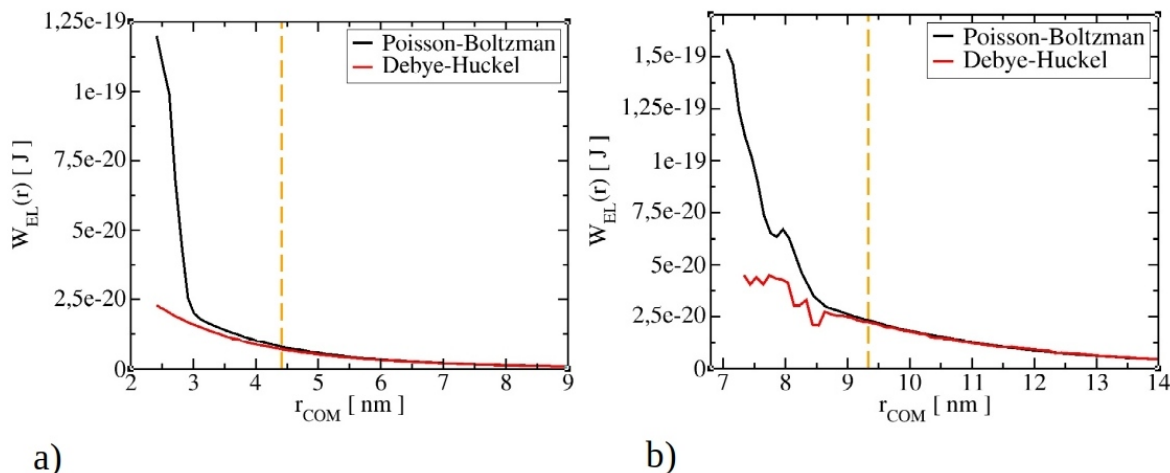 1,25e-19
1e-19
7,5e-20
5e-20
2,5e-20
0
W_EL(r) [ J ]
Poisson-Boltzman
Debye-Huckel
2 3 4 5 6 7 8 9
r_COM [ nm ]
a)
1,5e-19
1,25e-19
1e-19
7,5e-20
5e-20
2,5e-20
0
W_EL(r) [ J ]
Poisson-Boltzman
Debye-Huckel
7 8 9 10 11 12 13 14
r_COM [ nm ]
b)